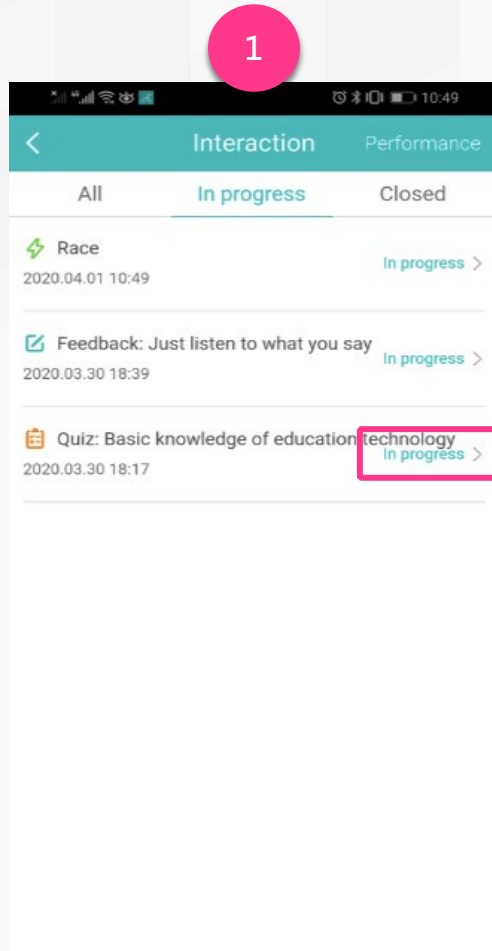 1
10:49
Interaction Performance
All In progress Closed
Race
In progress
2020.04.01 10:49
Feedback: Just listen to what you say
In progress
2020.03.30 18:39
Quiz: Basic knowledge of education technology
In progress
2020.03.30 18:17